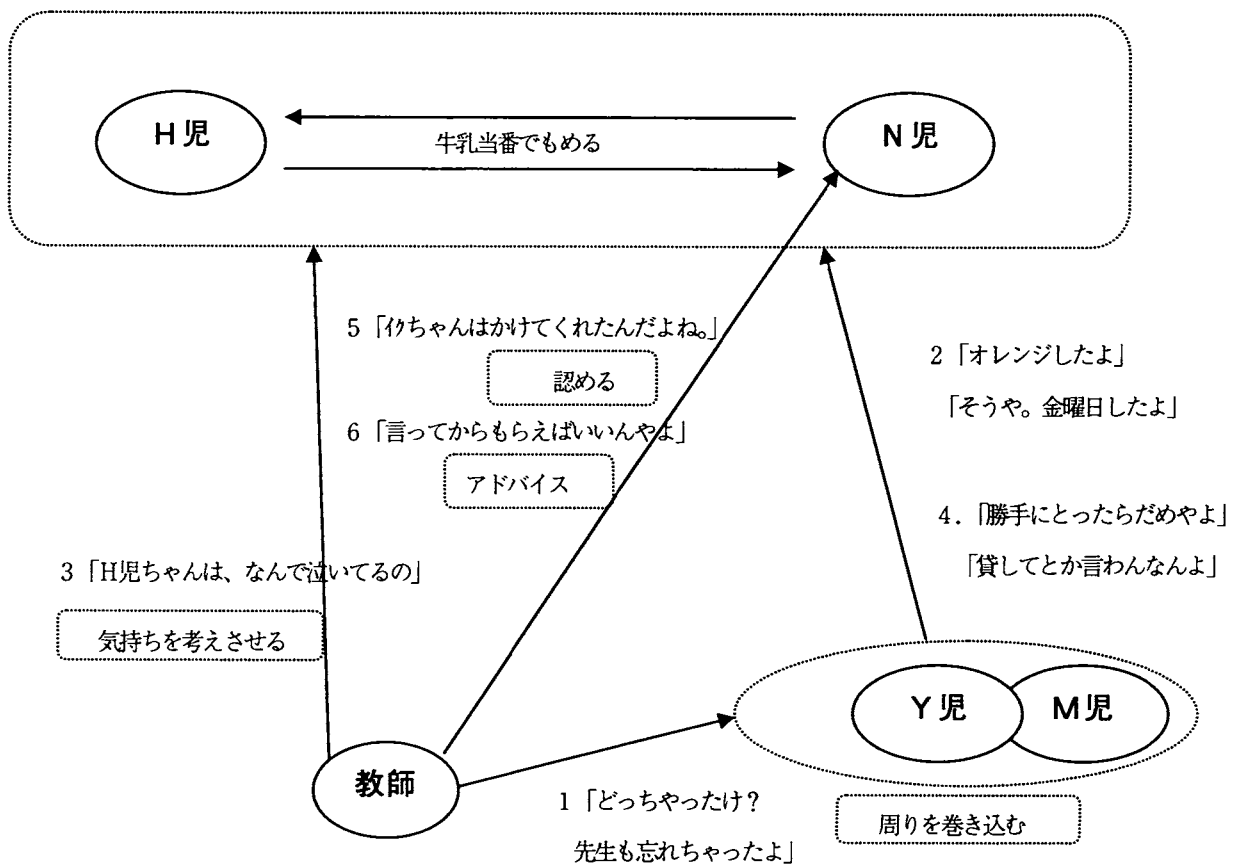 H児
N児
牛乳当番でもめる
5「イクちゃんはかけてくれたんだよね。」
認める
2「オレンジしたよ」
「そうや。金曜日したよ」
6「言ってからもらえばいいんやよ」
アドバイス
4.「勝手にとったらだめやよ」
「貸してとか言わんなんよ」
3「H児ちゃんは、なんで泣いてるの」
気持ちを考えさせる
Y児
M児
教師
1「どっちやったけ?
先生も忘れちゃったよ」
周りを巻き込む